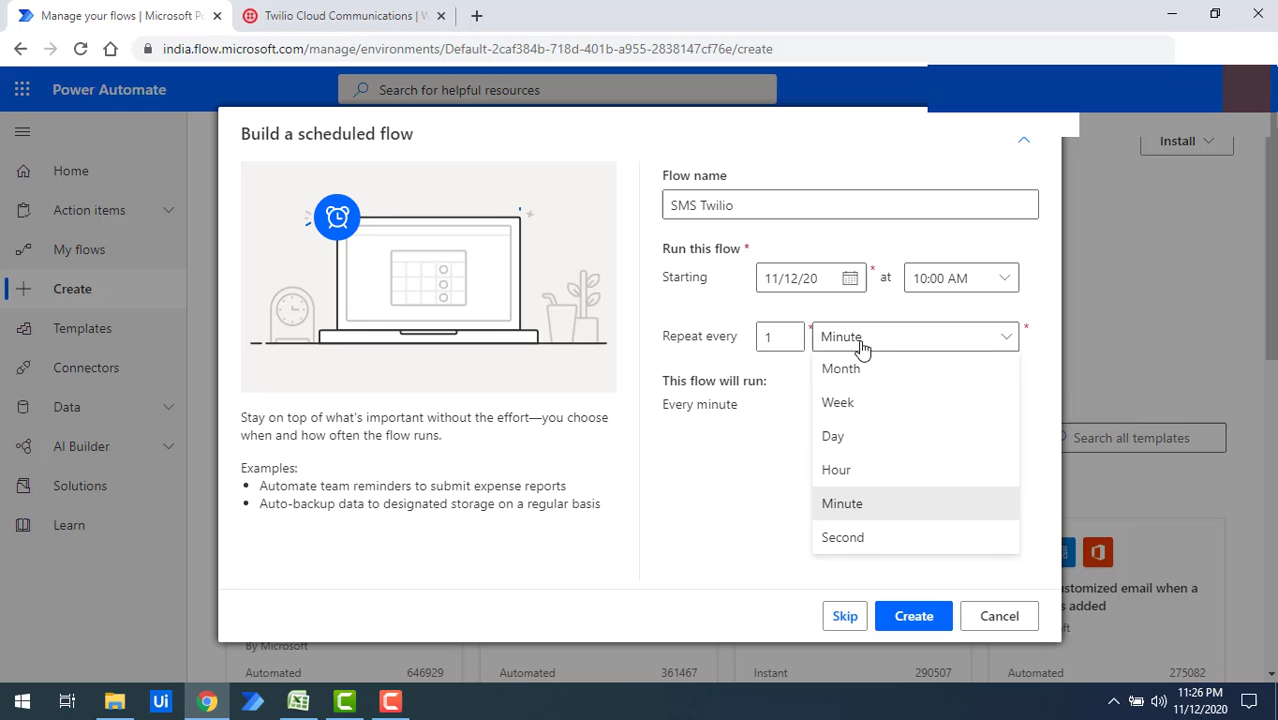 Manage your flows | Microsoft P
Twilio Cloud Communications | W
india.flow.microsoft.com/manage/environments/Default-2caf384b-718d-401b-a955-2838147cf76e/create
Power Automate
Search for helpful resources
Install
Home
Action items
My flows
Create
Templates
Connectors
Data
AI Builder
Solutions
Learn
Build a scheduled flow
Stay on top of what's important without the effort—you choose
when and how often the flow runs.
Examples:
• Automate team reminders to submit expense reports
• Auto-backup data to designated storage on a regular basis
Flow name
SMS Twilio
Run this flow *
Starting 11/12/20 * at 10:00 AM
Repeat every 1 * Minute *
Month
Week
Day
Hour
Minute
Second
This flow will run:
Every minute
Skip
Create
Cancel
Search all templates
ustomized email when a
s added
oft
By Microsoft
Automated 646929
Automated 361467
Instant 290507
Automated 275082
Ui
11:26 PM
11/12/2020